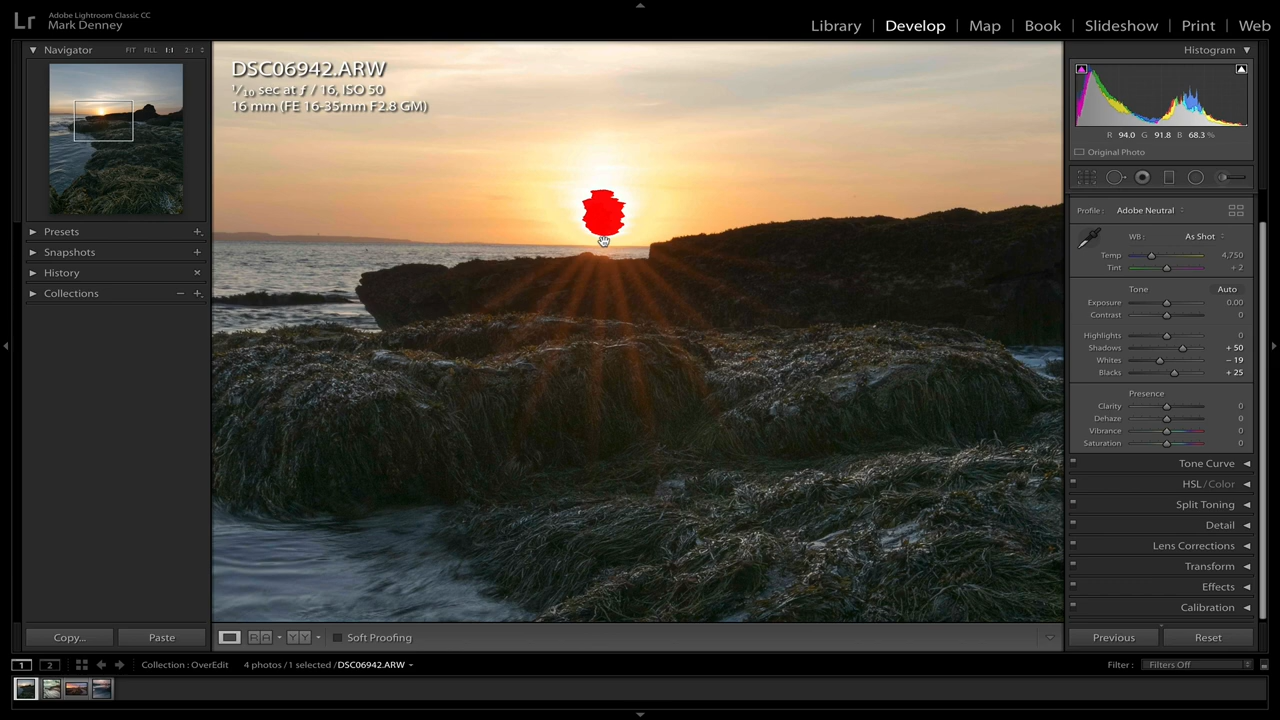 Lr Adobe Lightroom Classic CC
Mark Denney
Library | Develop | Map | Book | Slideshow | Print | Web
Navigator FIT FILL 1:1 2:1
Histogram
DSC06942.ARW
1/10 sec at ƒ / 16, ISO 50
16 mm (FE 16-35mm F2.8 GM)
R 94.0 G 91.8 B 68.3 %
Original Photo
Profile : Adobe Neutral
WB: As Shot
Temp 4,750
Tint + 2
Tone Auto
Exposure 0.00
Contrast 0
Highlights 0
Shadows + 50
Whites – 19
Blacks + 25
Presence
Clarity 0
Dehaze 0
Vibrance 0
Saturation 0
Presets
Snapshots
History
Collections
Tone Curve
HSL / Color
Split Toning
Detail
Lens Corrections
Transform
Effects
Calibration
Copy... Paste
R A Y Y Soft Proofing
Previous Reset
1 2 Collection : OverEdit 4 photos / 1 selected / DSC06942.ARW
Filter : Filters Off